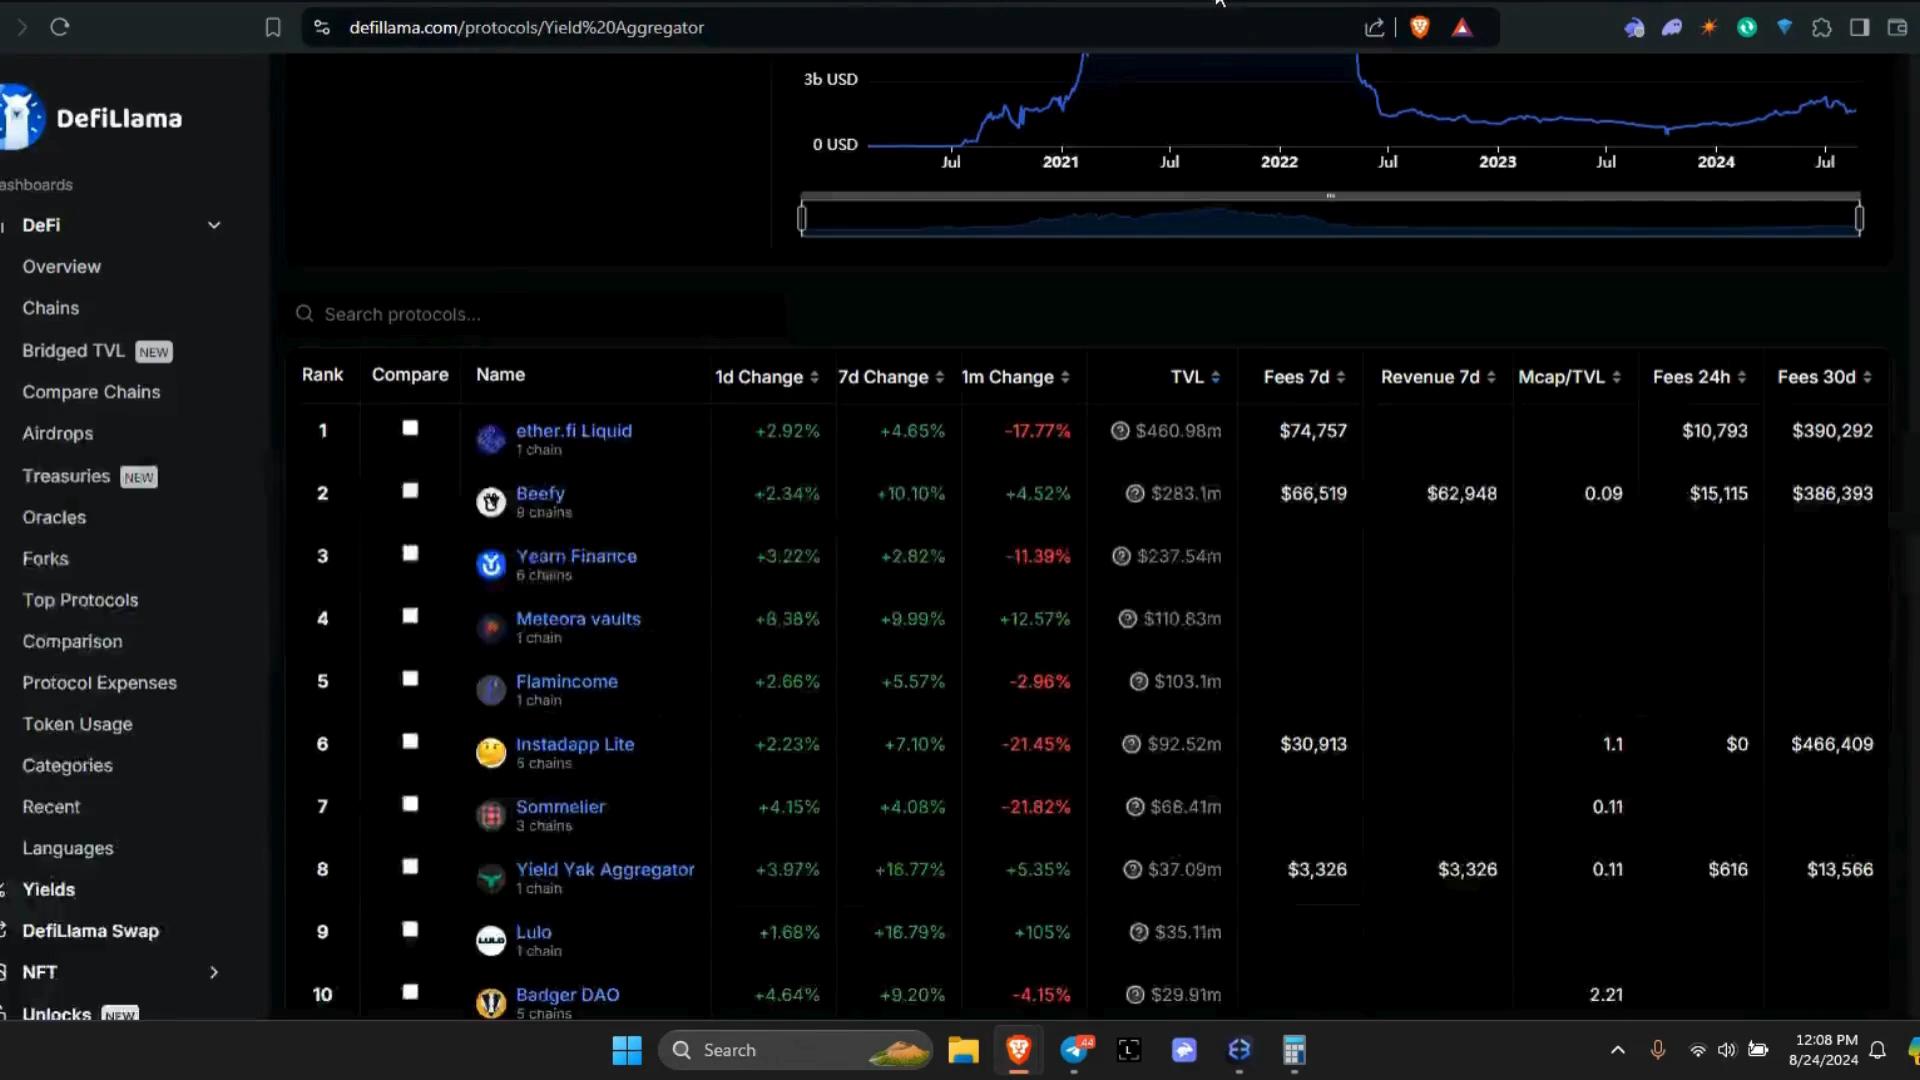 defillama.com/protocols/Yield%20Aggregator
DefiLlama
ashboards
DeFi
Overview
Chains
Bridged TVL NEW
Compare Chains
Airdrops
Treasuries NEW
Oracles
Forks
Top Protocols
Comparison
Protocol Expenses
Token Usage
Categories
Recent
Languages
Yields
DefiLlama Swap
NFT
Unlocks NEW
3b USD
0 USD
Jul 2021 Jul 2022 Jul 2023 Jul 2024 Jul
Search protocols...
Rank Compare Name 1d Change 7d Change 1m Change TVL Fees 7d Revenue 7d Mcap/TVL Fees 24h Fees 30d
1 ether.fi Liquid +2.92% +4.65% -17.77% $460.98m $74,757 $10,793 $390,292
1 chain
2 Beefy +2.34% +10.10% +4.52% $283.1m $66,519 $62,948 0.09 $15,115 $386,393
9 chains
3 Yearn Finance +3.22% +2.82% -11.39% $237.54m
6 chains
4 Meteora vaults +8.38% +9.99% +12.57% $110.83m
1 chain
5 Flamincome +2.66% +5.57% -2.96% $103.1m
1 chain
6 Instadapp Lite +2.23% +7.10% -21.45% $92.52m $30,913 1.1 $0 $466,409
5 chains
7 Sommelier +4.15% +4.08% -21.82% $68.41m 0.11
3 chains
8 Yield Yak Aggregator +3.97% +16.77% +5.35% $37.09m $3,326 $3,326 0.11 $616 $13,566
1 chain
9 LULO Lulo +1.68% +16.79% +105% $35.11m
1 chain
10 Badger DAO +4.64% +9.20% -4.15% $29.91m 2.21
5 chains
Search
44
12:08 PM
8/24/2024